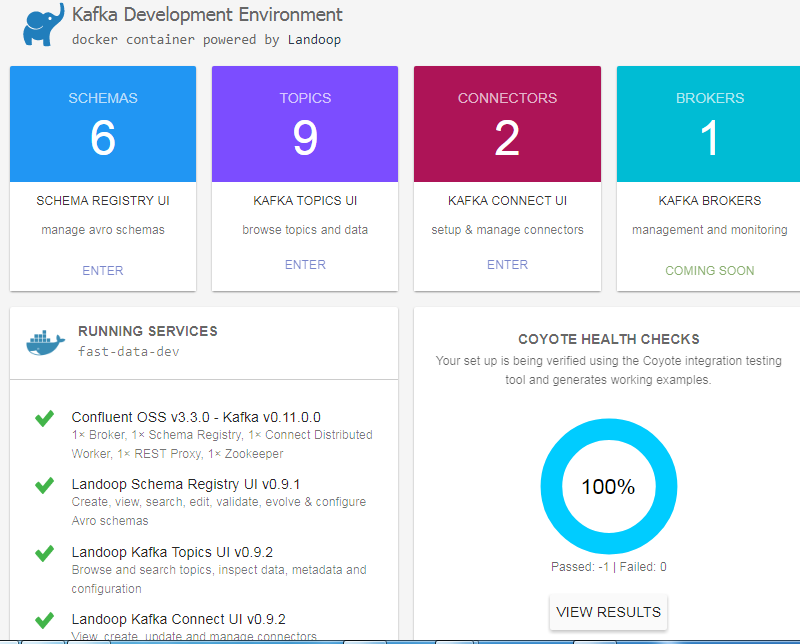 Kafka Development Environment
docker container powered by Landoop
SCHEMAS
6
SCHEMA REGISTRY UI
manage avro schemas
ENTER
TOPICS
9
KAFKA TOPICS UI
browse topics and data
ENTER
CONNECTORS
2
KAFKA CONNECT UI
setup & manage connectors
ENTER
BROKERS
1
KAFKA BROKERS
management and monitoring
COMING SOON
RUNNING SERVICES
fast-data-dev
Confluent OSS v3.3.0 - Kafka v0.11.0.0
1× Broker, 1× Schema Registry, 1× Connect Distributed
Worker, 1× REST Proxy, 1× Zookeeper
Landoop Schema Registry UI v0.9.1
Create, view, search, edit, validate, evolve & configure
Avro schemas
Landoop Kafka Topics UI v0.9.2
Browse and search topics, inspect data, metadata and
configuration
Landoop Kafka Connect UI v0.9.2
View, create, update and manage connectors
COYOTE HEALTH CHECKS
Your set up is being verified using the Coyote integration testing
tool and generates working examples.
100%
Passed: -1 | Failed: 0
VIEW RESULTS